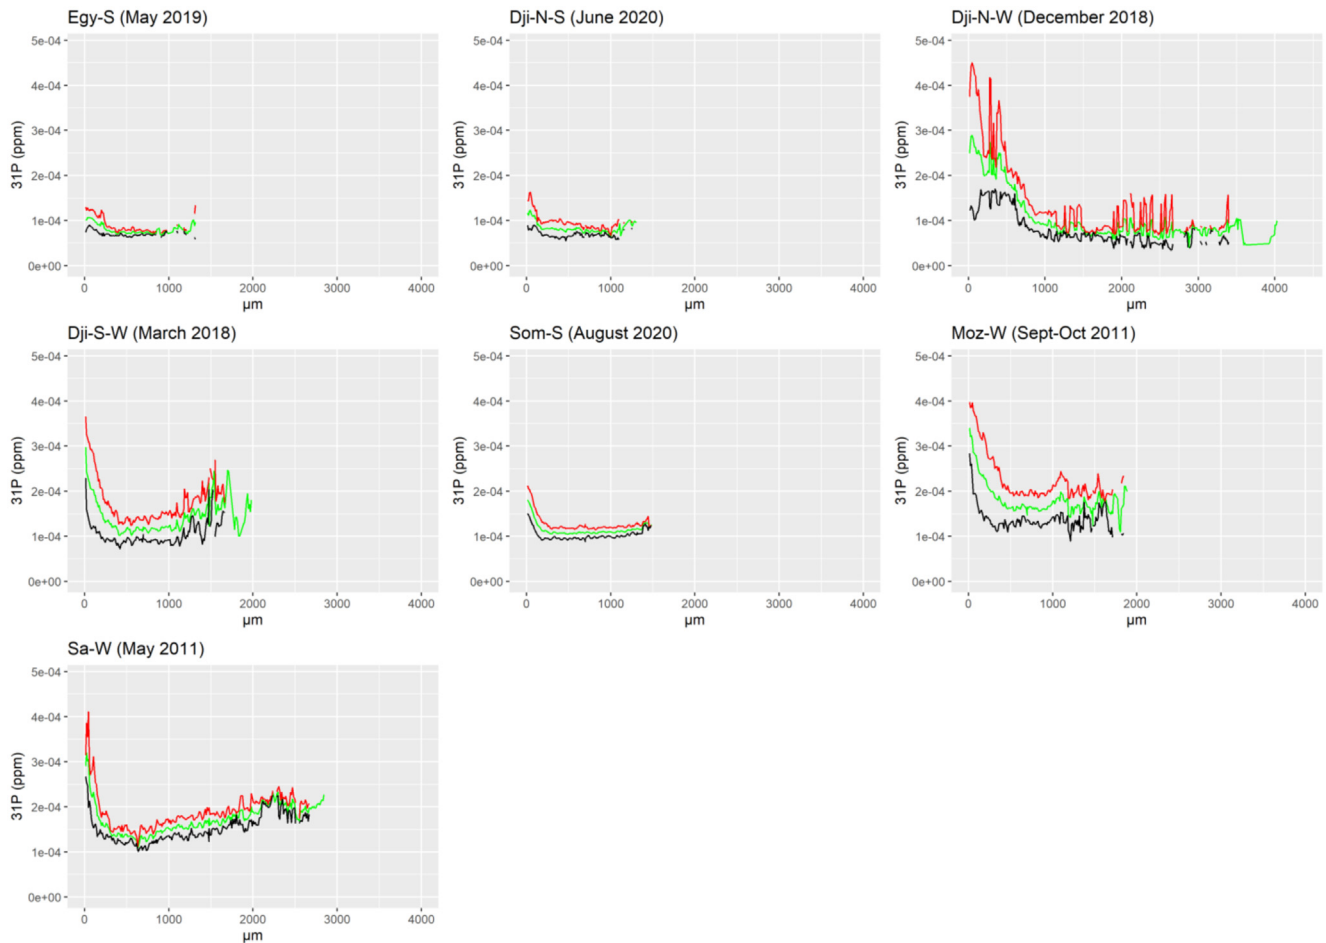 Egy-S (May 2019)
5e-04
4e-04
3e-04
2e-04
1e-04
0e+00
31P (ppm)
0 1000 2000 3000 4000
µm
Dji-N-S (June 2020)
5e-04
4e-04
3e-04
2e-04
1e-04
0e+00
31P (ppm)
0 1000 2000 3000 4000
µm
Dji-N-W (December 2018)
5e-04
4e-04
3e-04
2e-04
1e-04
0e+00
31P (ppm)
0 1000 2000 3000 4000
µm
Dji-S-W (March 2018)
5e-04
4e-04
3e-04
2e-04
1e-04
0e+00
31P (ppm)
0 1000 2000 3000 4000
µm
Som-S (August 2020)
5e-04
4e-04
3e-04
2e-04
1e-04
0e+00
31P (ppm)
0 1000 2000 3000 4000
µm
Moz-W (Sept-Oct 2011)
5e-04
4e-04
3e-04
2e-04
1e-04
0e+00
31P (ppm)
0 1000 2000 3000 4000
µm
Sa-W (May 2011)
5e-04
4e-04
3e-04
2e-04
1e-04
0e+00
31P (ppm)
0 1000 2000 3000 4000
µm